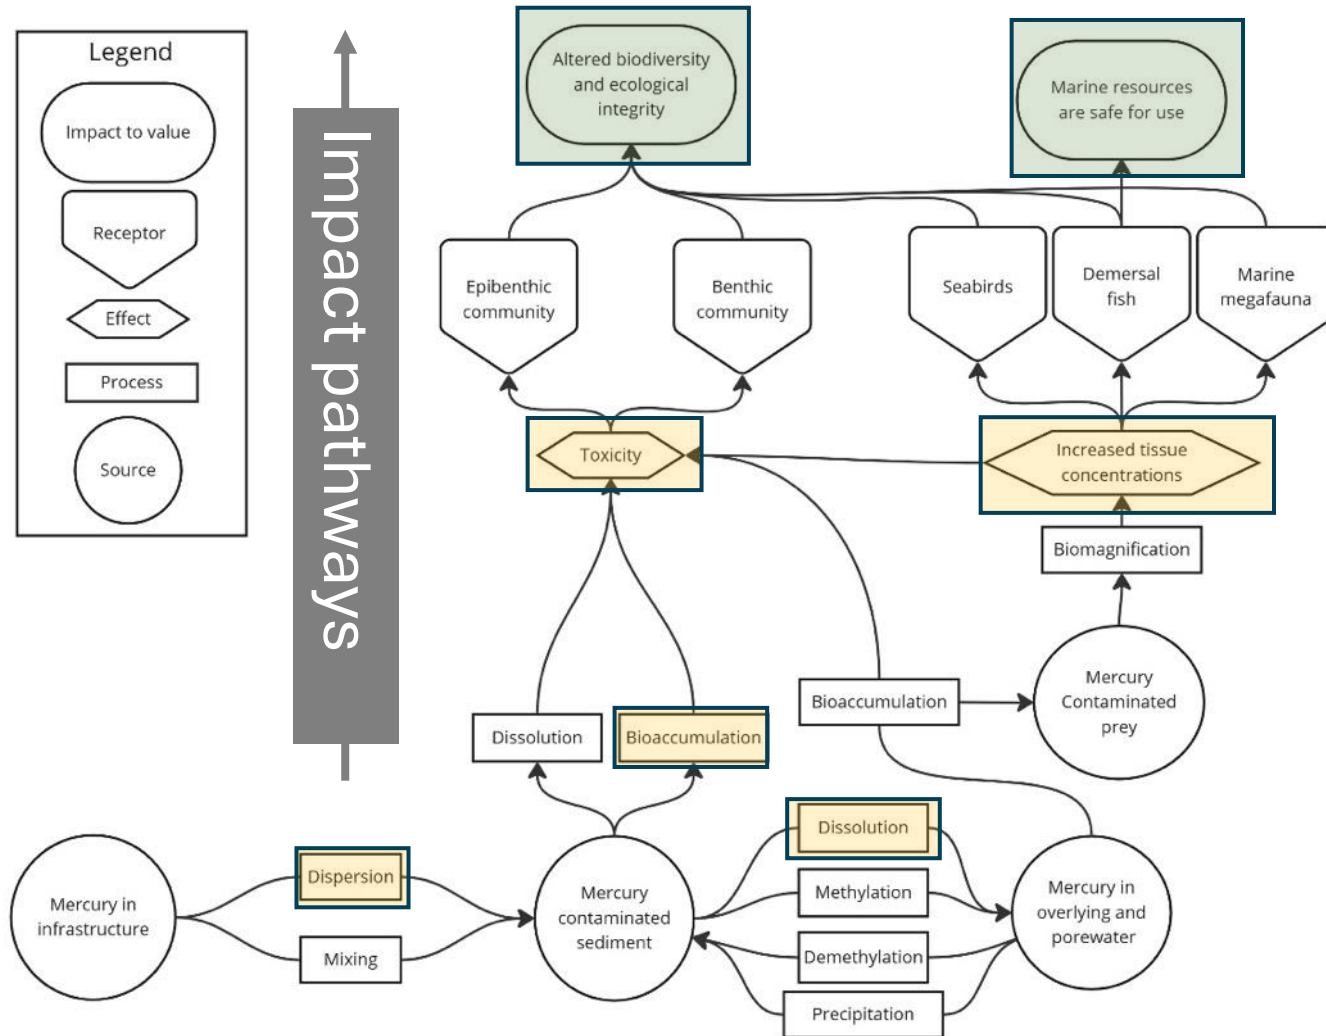 Legend
Impact to value
Receptor
Effect
Process
Source
Impact pathways
Altered biodiversity
and ecological
integrity
Marine resources
are safe for use
Epibenthic
community
Benthic
community
Seabirds
Demersal
fish
Marine
megafauna
Toxicity
Increased tissue
concentrations
Biomagnification
Mercury
Contaminated
prey
Bioaccumulation
Dissolution
Bioaccumulation
Mercury in
infrastructure
Dispersion
Mixing
Mercury
contaminated
sediment
Dissolution
Methylation
Demethylation
Precipitation
Mercury in
overlying and
porewater